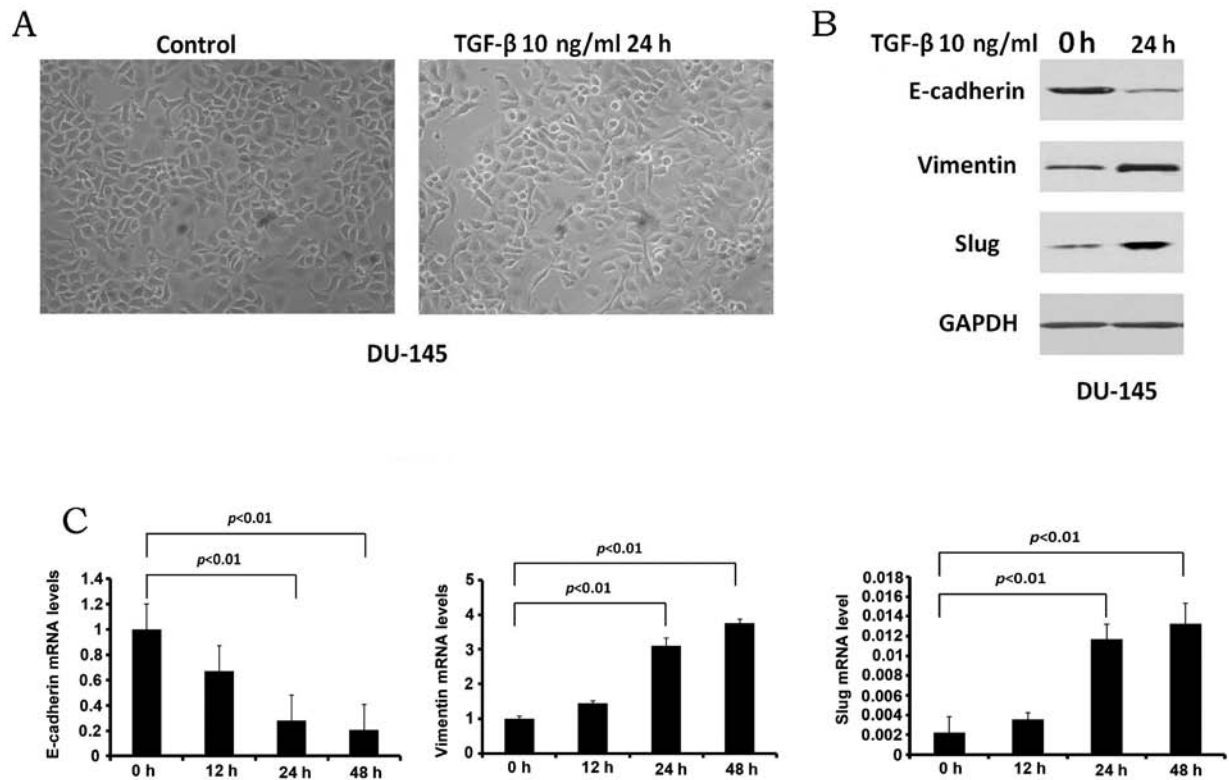 A
Control
TGF-β 10 ng/ml 24 h
DU-145
B
TGF-β 10 ng/ml 0 h 24 h
E-cadherin
Vimentin
Slug
GAPDH
DU-145
C
p<0.01
p<0.01
E-cadherin mRNA levels
1.4
1.2
1
0.8
0.6
0.4
0.2
0
0 h 12 h 24 h 48 h
p<0.01
p<0.01
Vimentin mRNA levels
5
4
3
2
1
0
0 h 12 h 24 h 48 h
p<0.01
p<0.01
Slug mRNA level
0.018
0.016
0.014
0.012
0.01
0.008
0.006
0.004
0.002
0
0 h 12 h 24 h 48 h